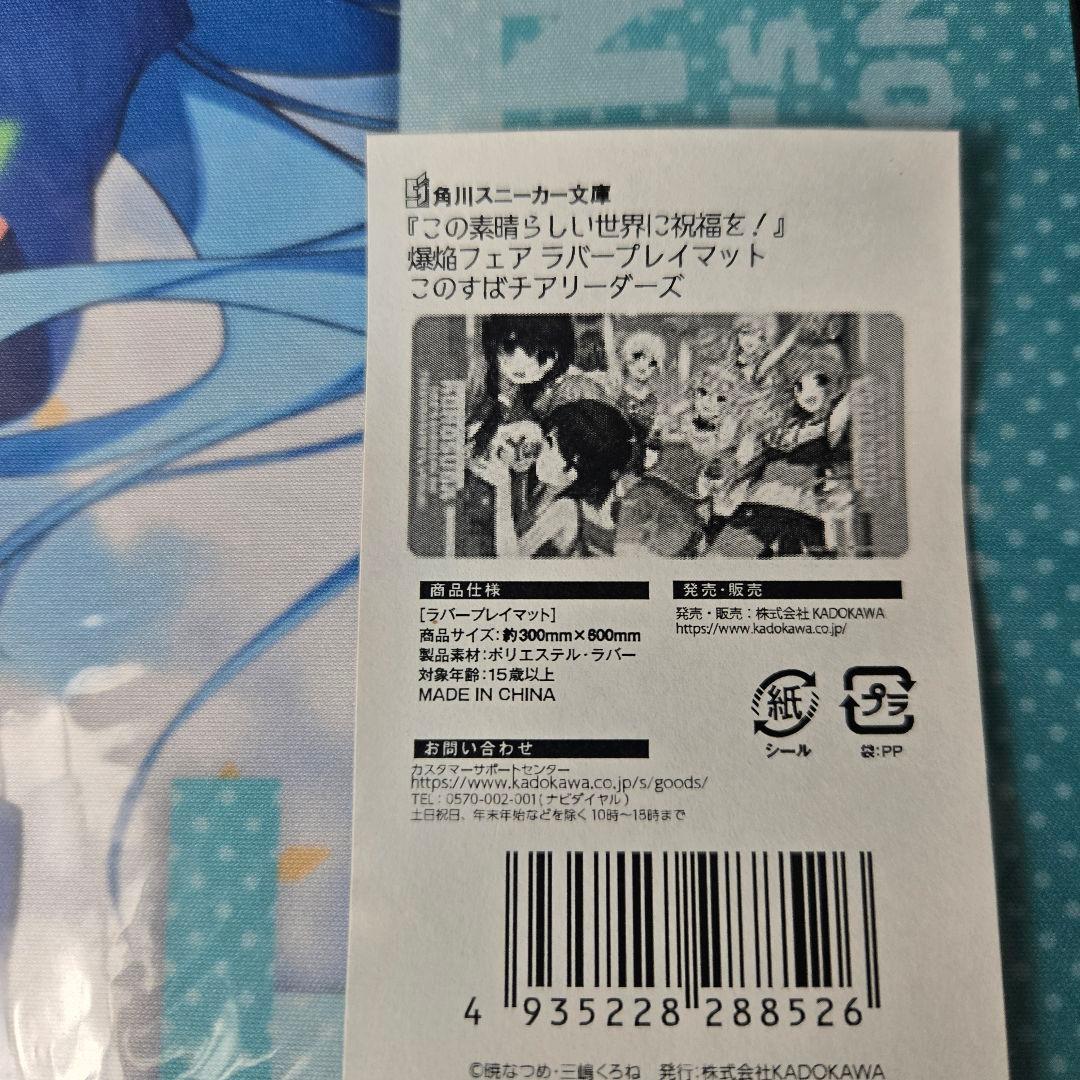 角川スニーカー文庫
『この素晴らしい世界に祝福を!』
爆焔フェア ラバープレイマット
このすばチアリーダーズ
商品仕様
[ラバープレイマット]
商品サイズ:約300mm×600mm
製品素材:ポリエステル・ラバー
対象年齢:15歳以上
MADE IN CHINA
発売・販売
発売・販売:株式会社 KADOKAWA
https://www.kadokawa.co.jp/
紙
シール
プラ
袋:PP
お問い合わせ
カスタマーサポートセンター
https://www.kadokawa.co.jp/s/goods/
TEL:0570-002-001(ナビダイヤル)
土日祝日、年末年始などを除く10時〜18時まで
4 935228 288526
©暁なつめ・三嶋くろね 発行:株式会社KADOKAWA